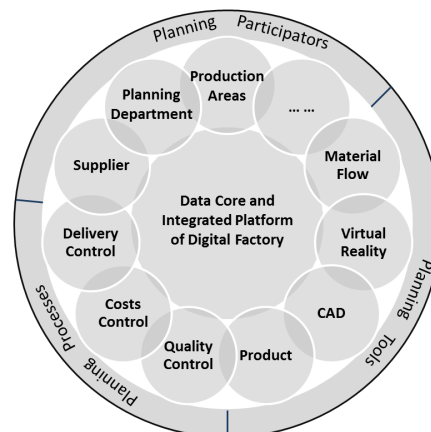 Planning Participators
Production
Areas
Planning
Department
... ...
Supplier
Material
Flow
Data Core and
Integrated Platform
of Digital Factory
Delivery
Control
Virtual
Reality
Costs
Control
CAD
Quality
Control
Product
Planning Processes
Planning Tools